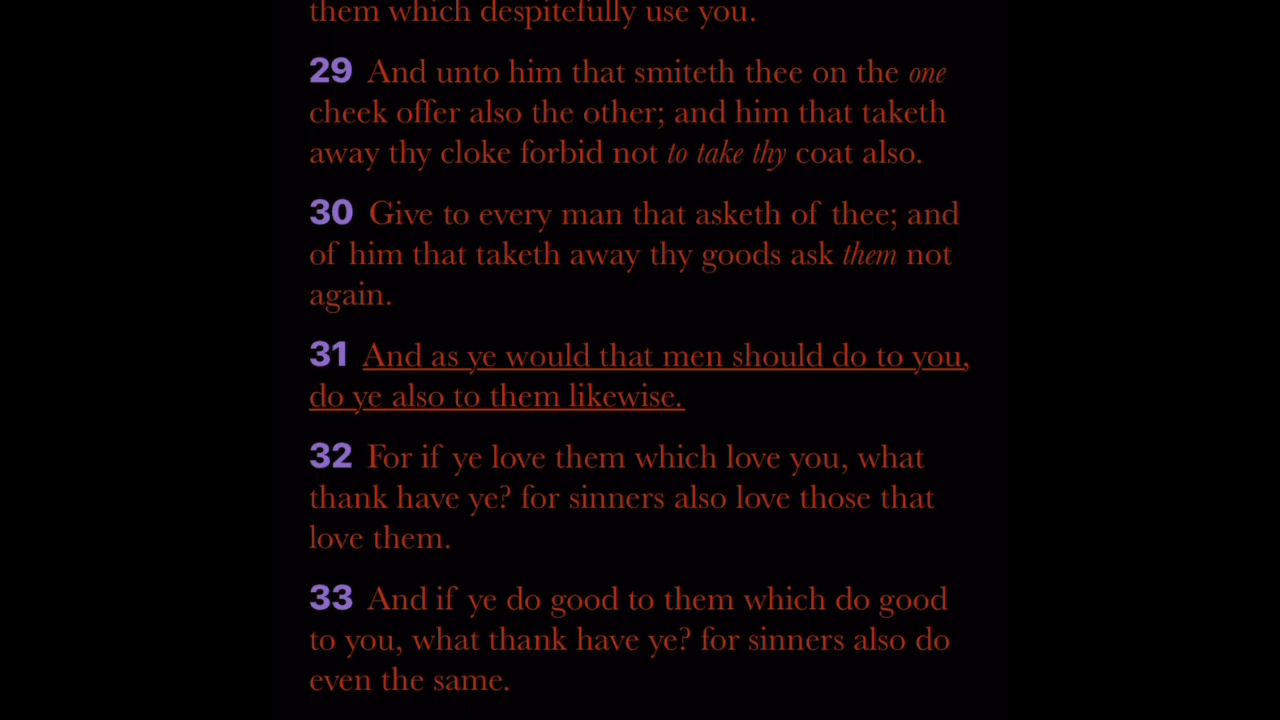 them which despitefully use you.
29 And unto him that smiteth thee on the one
cheek offer also the other; and him that taketh
away thy cloke forbid not to take thy coat also.
30 Give to every man that asketh of thee; and
of him that taketh away thy goods ask them not
again.
31 And as ye would that men should do to you,
do ye also to them likewise.
32 For if ye love them which love you, what
thank have ye? for sinners also love those that
love them.
33 And if ye do good to them which do good
to you, what thank have ye? for sinners also do
even the same.